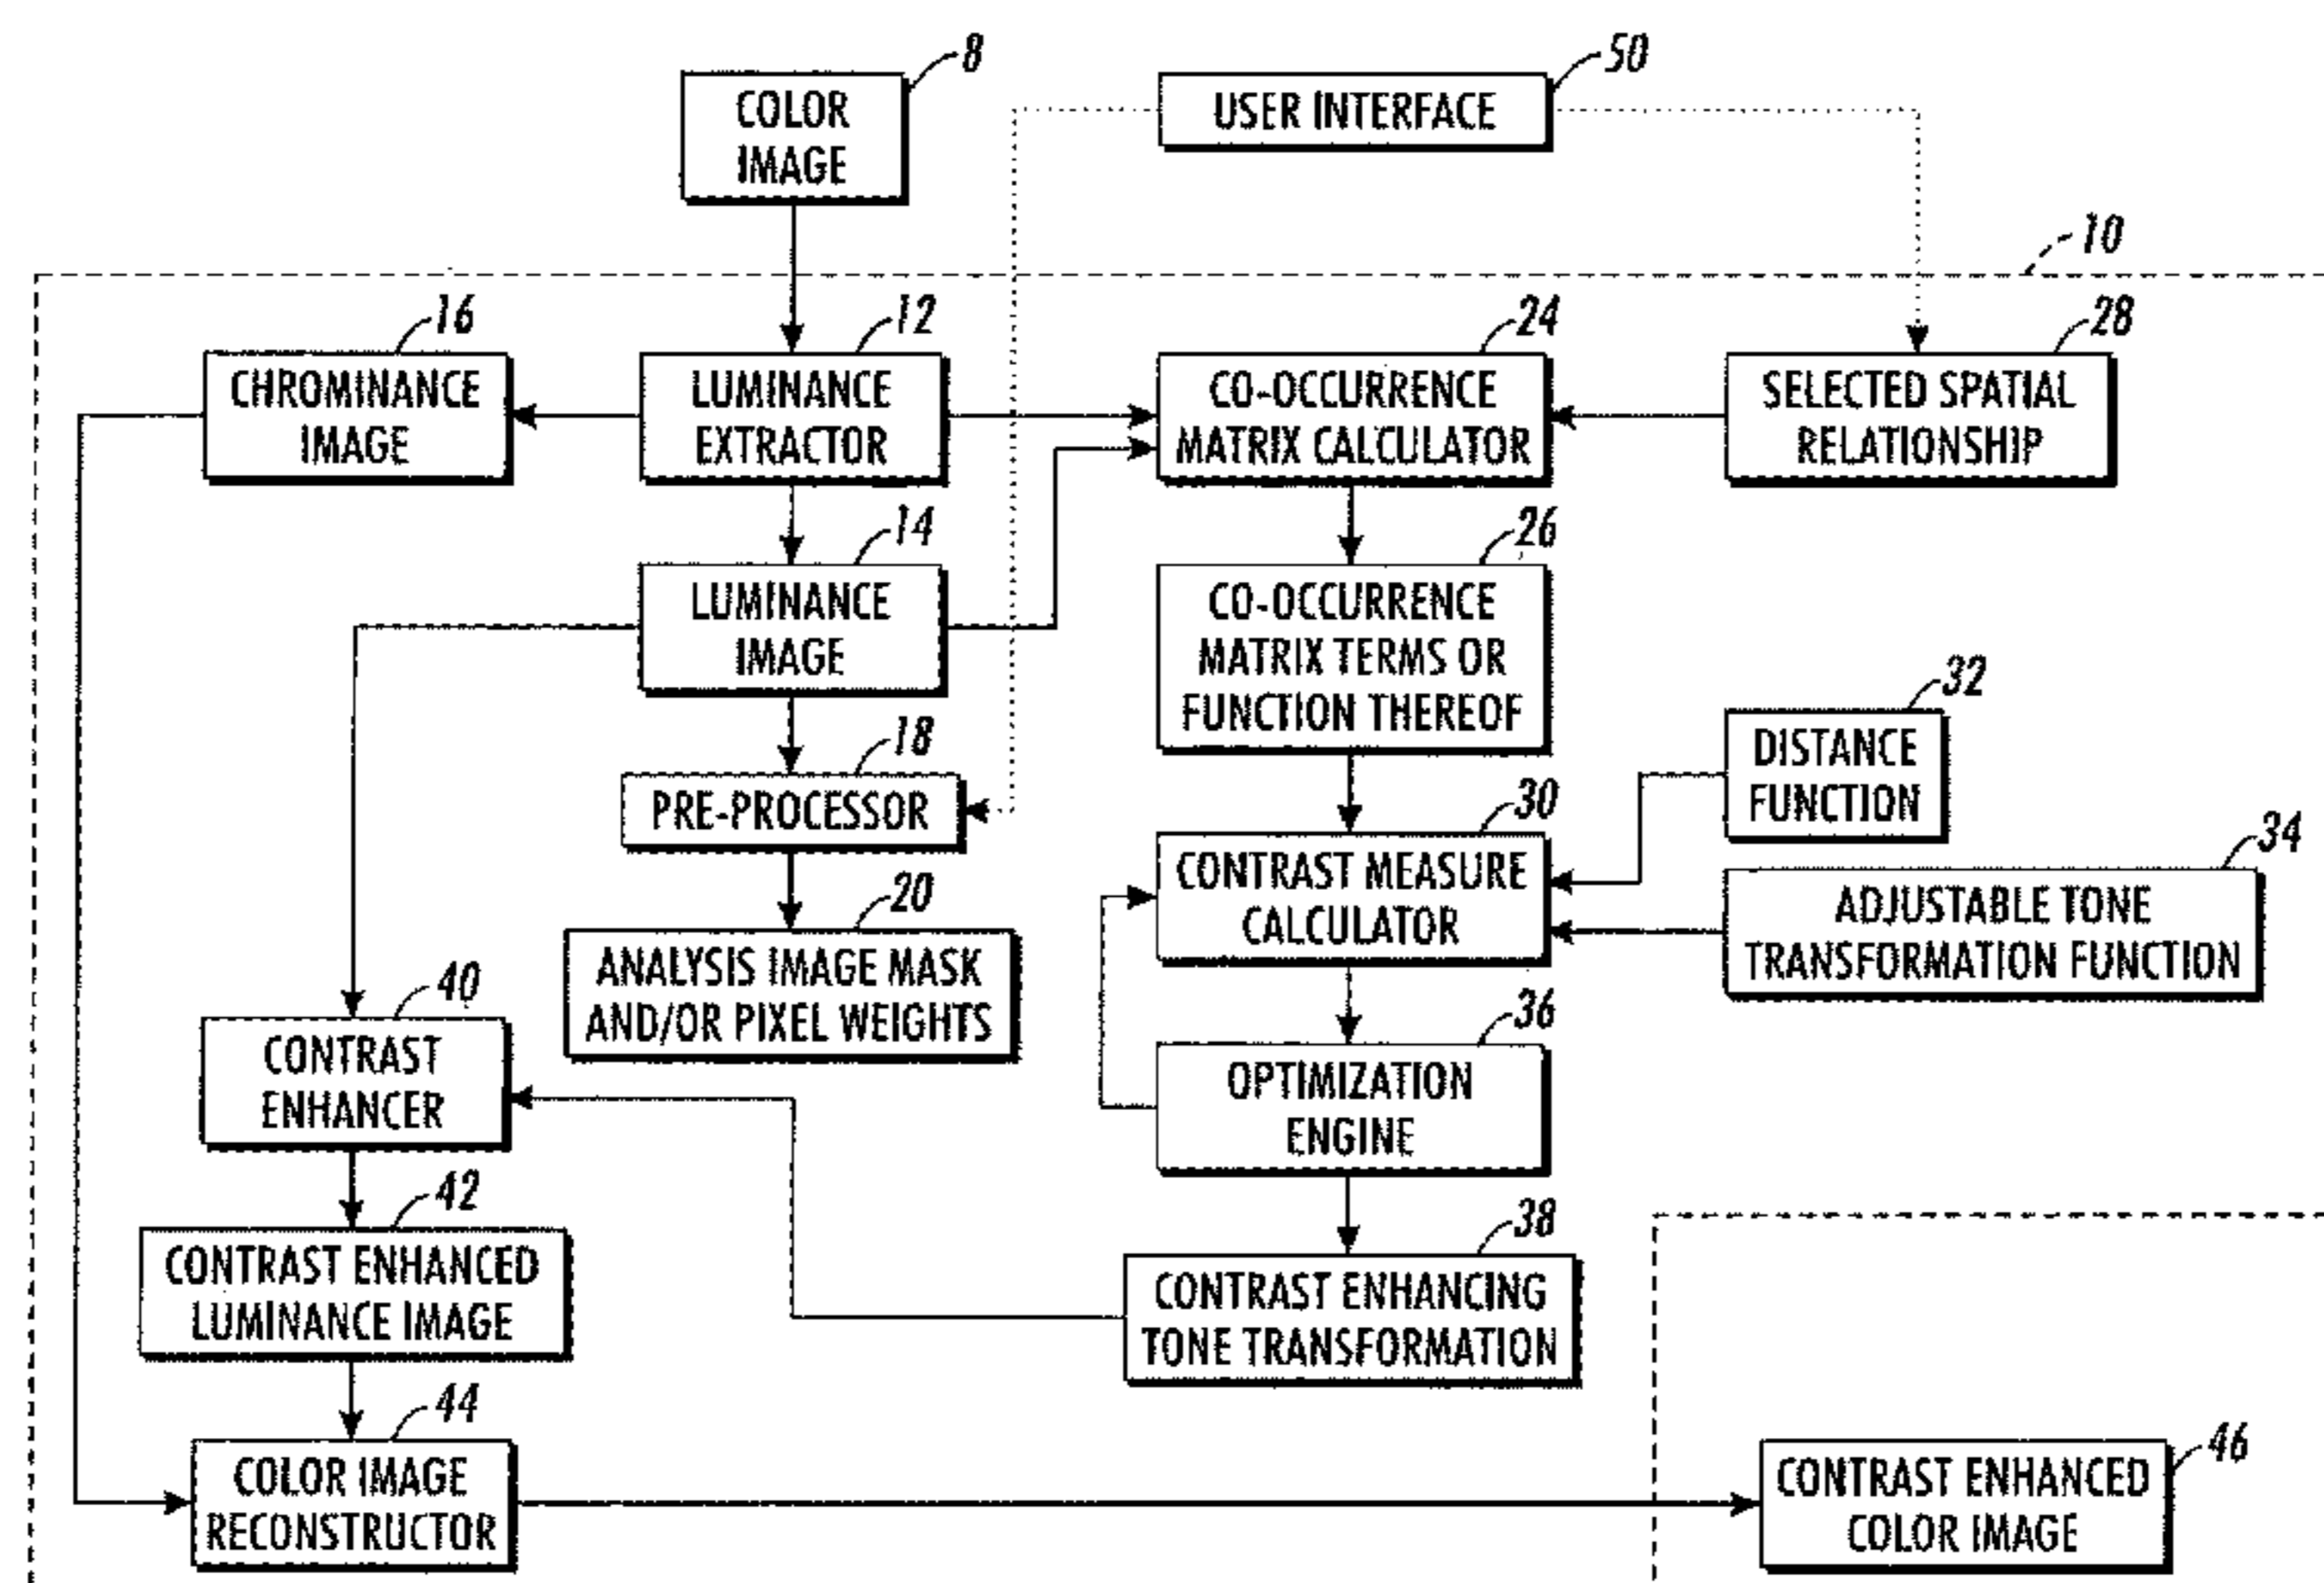 8
COLOR
IMAGE
50
USER INTERFACE
10
16
CHROMINANCE
IMAGE
12
LUMINANCE
EXTRACTOR
24
CO-OCCURRENCE
MATRIX CALCULATOR
28
SELECTED SPATIAL
RELATIONSHIP
14
LUMINANCE
IMAGE
26
CO-OCCURRENCE
MATRIX TERMS OR
FUNCTION THEREOF
32
DISTANCE
FUNCTION
18
PRE-PROCESSOR
30
CONTRAST MEASURE
CALCULATOR
34
ADJUSTABLE TONE
TRANSFORMATION FUNCTION
20
ANALYSIS IMAGE MASK
AND/OR PIXEL WEIGHTS
40
CONTRAST
ENHANCER
36
OPTIMIZATION
ENGINE
42
CONTRAST ENHANCED
LUMINANCE IMAGE
38
CONTRAST ENHANCING
TONE TRANSFORMATION
44
COLOR IMAGE
RECONSTRUCTOR
46
CONTRAST ENHANCED
COLOR IMAGE